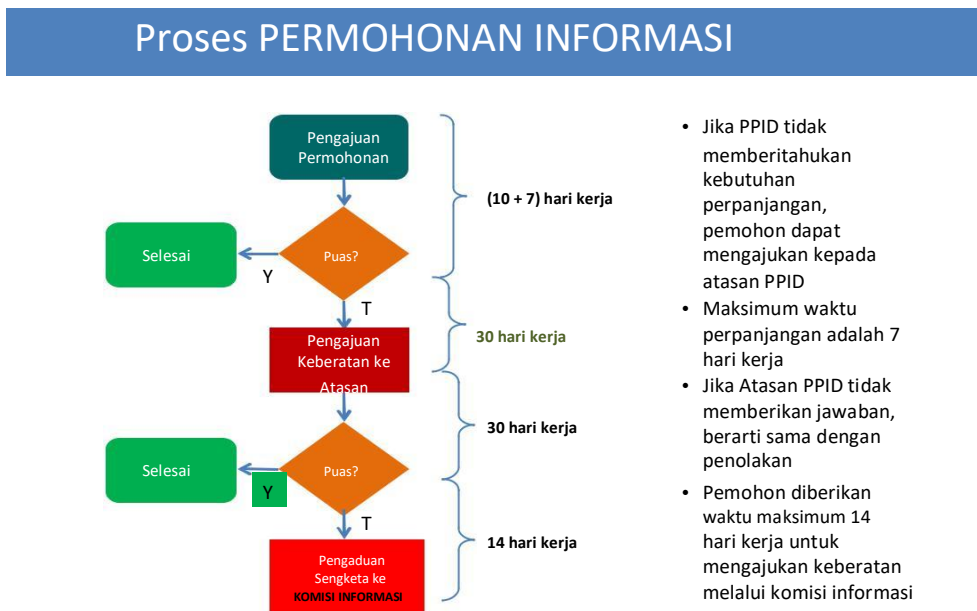 Proses PERMOHONAN INFORMASI
Pengajuan
Permohonan
(10 + 7) hari kerja
Selesai
Puas?
Y
T
Pengajuan
Keberatan ke
Atasan
30 hari kerja
30 hari kerja
Selesai
Puas?
Y
T
14 hari kerja
Pengaduan
Sengketa ke
KOMISI INFORMASI
• Jika PPID tidak
memberitahukan
kebutuhan
perpanjangan,
pemohon dapat
mengajukan kepada
atasan PPID
• Maksimum waktu
perpanjangan adalah 7
hari kerja
• Jika Atasan PPID tidak
memberikan jawaban,
berarti sama dengan
penolakan
• Pemohon diberikan
waktu maksimum 14
hari kerja untuk
mengajukan keberatan
melalui komisi informasi